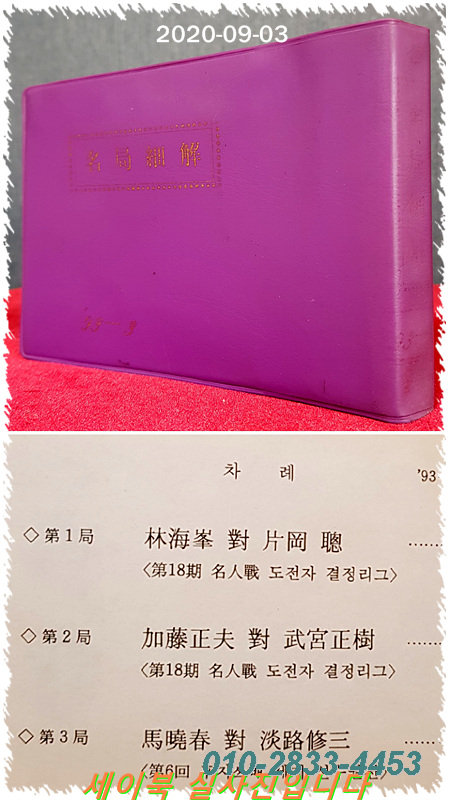 2020-09-03
名局細解
차 례 '93
◇ 第1局 林海峯 對 片岡 聰 ……
〈第18期 名人戰 도전자 결정리그〉
◇ 第2局 加藤正夫 對 武宮正樹 ……
〈第18期 名人戰 도전자 결정리그〉
◇ 第3局 馬曉春 對 淡路修三 ……
〈第6回
010-2833-4453
세이북 실사진입니다